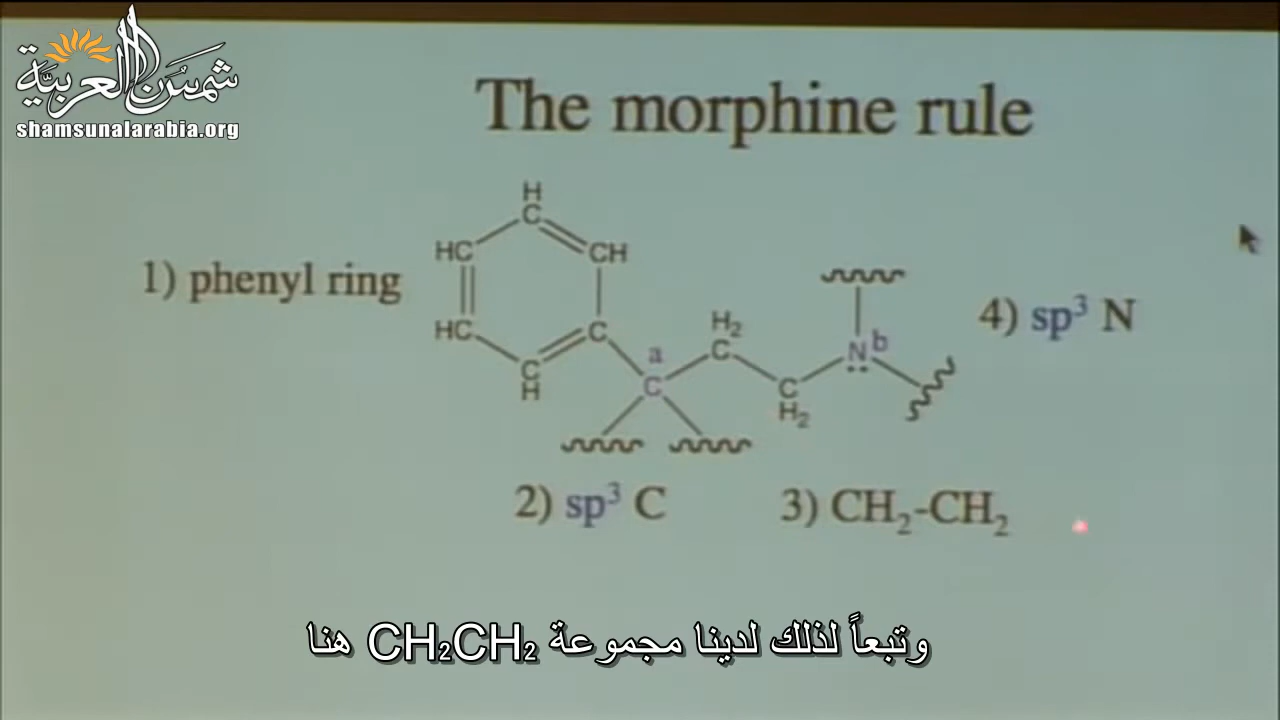 شمس العربية
shamsunalarabia.org
The morphine rule
1) phenyl ring
H
C
HC
CH
HC
C
C
H
a
C
H₂
C
C
H₂
N
b
4) sp³ N
2) sp³ C
3) CH₂-CH₂
وتبعاً لذلك لدينا مجموعة CH₂CH₂ هنا